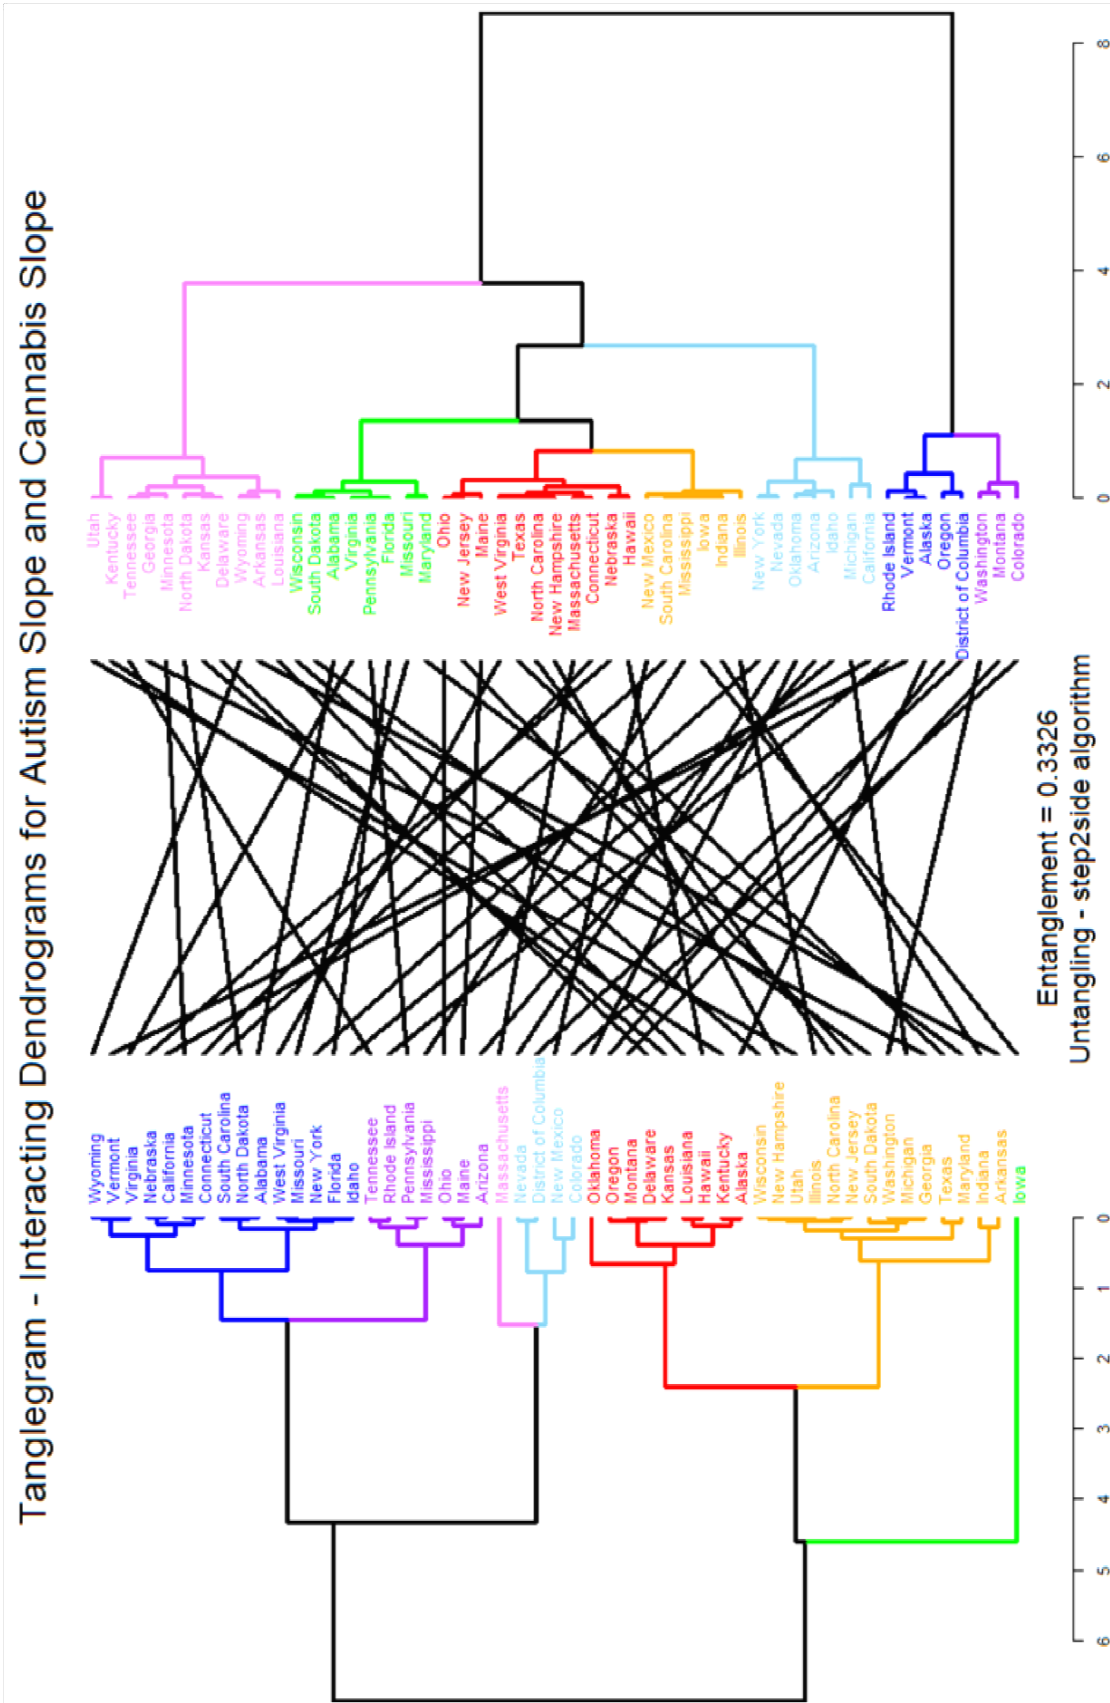 Tanglegram - Interacting Dendrograms for Autism Slope and Cannabis Slope
Wyoming
Vermont
Virginia
Nebraska
California
Minnesota
Connecticut
South Carolina
North Dakota
Alabama
West Virginia
Missouri
New York
Florida
Idaho
Tennessee
Rhode Island
Pennsylvania
Mississippi
Ohio
Maine
Arizona
Massachusetts
Nevada
District of Columbia
New Mexico
Colorado
Oklahoma
Oregon
Montana
Delaware
Kansas
Louisiana
Hawaii
Kentucky
Alaska
Wisconsin
New Hampshire
Utah
Illinois
North Carolina
New Jersey
South Dakota
Washington
Michigan
Georgia
Texas
Maryland
Indiana
Arkansas
Iowa
6 5 4 3 2 1 0
Utah
Kentucky
Tennessee
Georgia
Minnesota
North Dakota
Kansas
Delaware
Wyoming
Arkansas
Louisiana
Wisconsin
South Dakota
Alabama
Virginia
Pennsylvania
Florida
Missouri
Maryland
Ohio
New Jersey
Maine
West Virginia
Texas
North Carolina
New Hampshire
Massachusetts
Connecticut
Nebraska
Hawaii
New Mexico
South Carolina
Mississippi
Iowa
Indiana
Illinois
New York
Nevada
Oklahoma
Arizona
Idaho
Michigan
California
Rhode Island
Vermont
Alaska
Oregon
District of Columbia
Washington
Montana
Colorado
0 2 4 6 8
Entanglement = 0.3326
Untangling - step2side algorithm